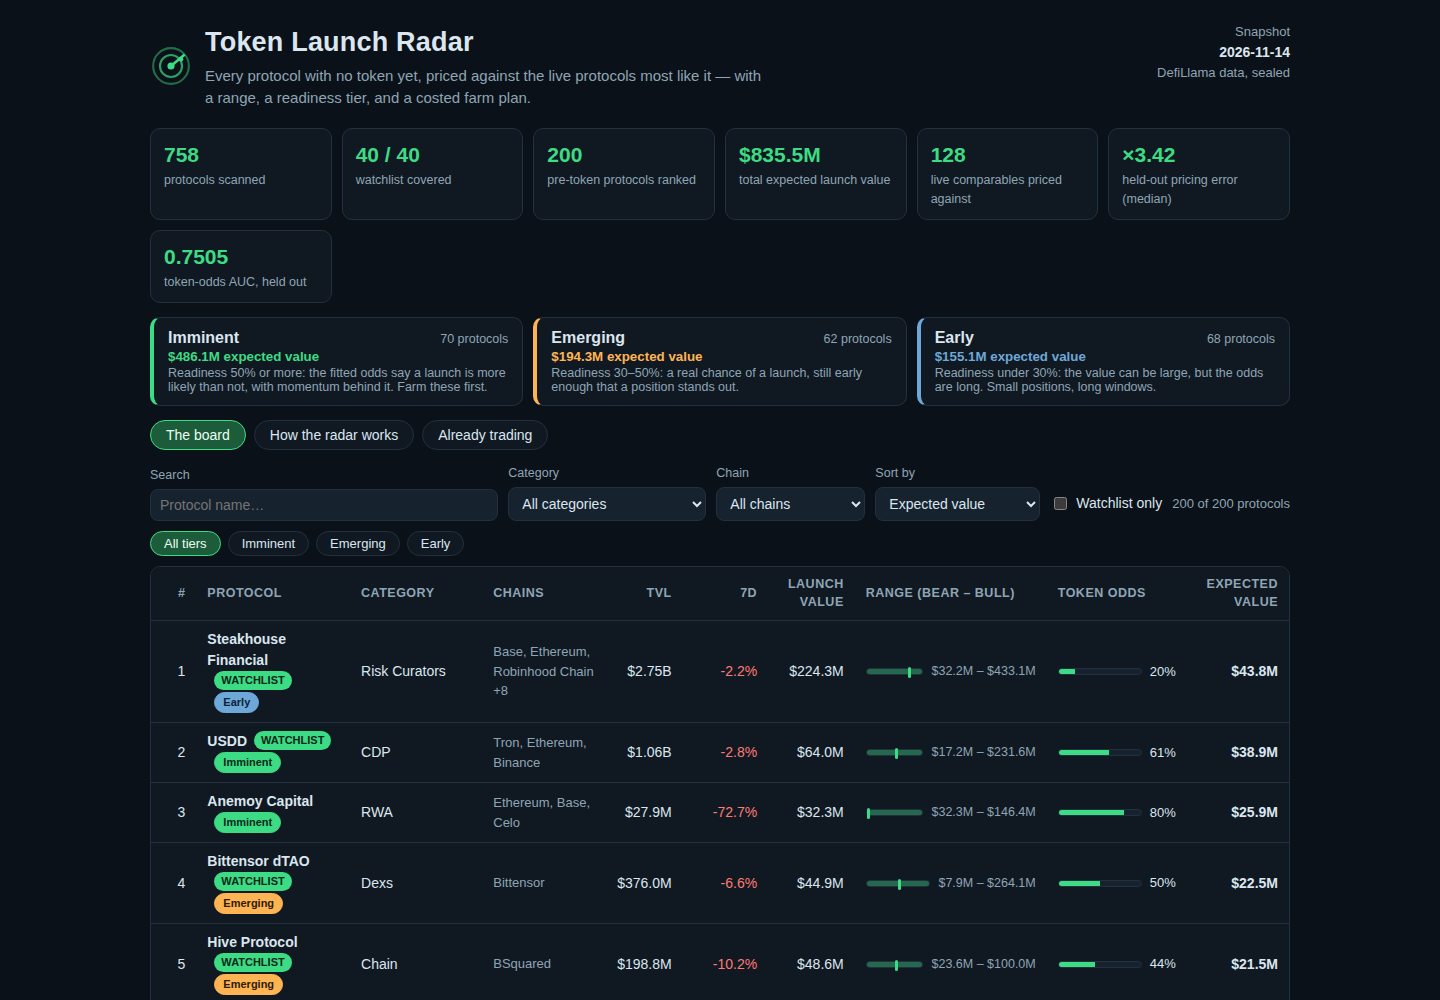 Token Launch Radar
Every protocol with no token yet, priced against the live protocols most like it — with
a range, a readiness tier, and a costed farm plan.
Snapshot
2026-11-14
DefiLlama data, sealed
758
protocols scanned
40 / 40
watchlist covered
200
pre-token protocols ranked
$835.5M
total expected launch value
128
live comparables priced
against
×3.42
held-out pricing error
(median)
0.7505
token-odds AUC, held out
Imminent 70 protocols
$486.1M expected value
Readiness 50% or more: the fitted odds say a launch is more
likely than not, with momentum behind it. Farm these first.
Emerging 62 protocols
$194.3M expected value
Readiness 30–50%: a real chance of a launch, still early
enough that a position stands out.
Early 68 protocols
$155.1M expected value
Readiness under 30%: the value can be large, but the odds
are long. Small positions, long windows.
The board How the radar works Already trading
Search
Protocol name…
Category
All categories
Chain
All chains
Sort by
Expected value
Watchlist only 200 of 200 protocols
All tiers Imminent Emerging Early
# PROTOCOL CATEGORY CHAINS TVL 7D LAUNCH VALUE RANGE (BEAR – BULL) TOKEN ODDS EXPECTED VALUE
1
Steakhouse
Financial
WATCHLIST
Early
Risk Curators
Base, Ethereum,
Robinhood Chain
+8
$2.75B -2.2% $224.3M $32.2M – $433.1M 20% $43.8M
2
USDD WATCHLIST
Imminent
CDP
Tron, Ethereum,
Binance
$1.06B -2.8% $64.0M $17.2M – $231.6M 61% $38.9M
3
Anemoy Capital
Imminent
RWA
Ethereum, Base,
Celo
$27.9M -72.7% $32.3M $32.3M – $146.4M 80% $25.9M
4
Bittensor dTAO
WATCHLIST
Emerging
Dexs
Bittensor
$376.0M -6.6% $44.9M $7.9M – $264.1M 50% $22.5M
5
Hive Protocol
WATCHLIST
Emerging
Chain
BSquared
$198.8M -10.2% $48.6M $23.6M – $100.0M 44% $21.5M